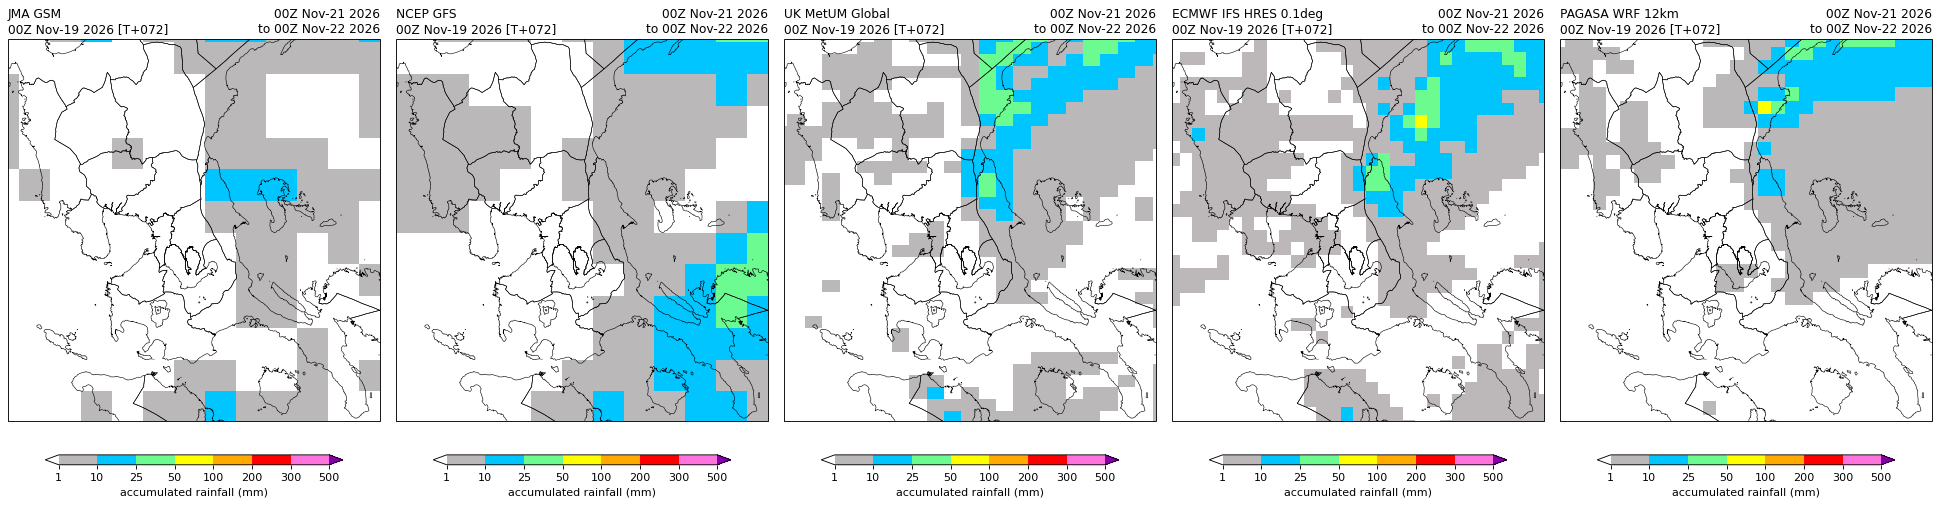 JMA GSM
00Z Nov-21 2026
00Z Nov-19 2026 [T+072]
to 00Z Nov-22 2026
NCEP GFS
00Z Nov-21 2026
00Z Nov-19 2026 [T+072]
to 00Z Nov-22 2026
UK MetUM Global
00Z Nov-21 2026
00Z Nov-19 2026 [T+072]
to 00Z Nov-22 2026
ECMWF IFS HRES 0.1deg
00Z Nov-21 2026
00Z Nov-19 2026 [T+072]
to 00Z Nov-22 2026
PAGASA WRF 12km
00Z Nov-21 2026
00Z Nov-19 2026 [T+072]
to 00Z Nov-22 2026
1 10 25 50 100 200 300 500
accumulated rainfall (mm)
1 10 25 50 100 200 300 500
accumulated rainfall (mm)
1 10 25 50 100 200 300 500
accumulated rainfall (mm)
1 10 25 50 100 200 300 500
accumulated rainfall (mm)
1 10 25 50 100 200 300 500
accumulated rainfall (mm)